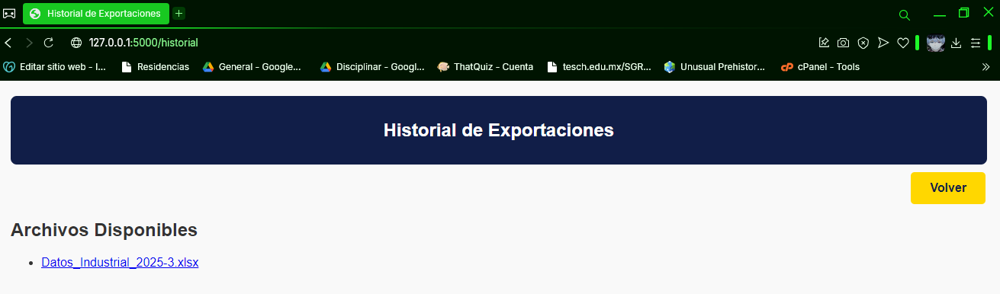 Historial de Exportaciones
127.0.0.1:5000/historial
Editar sitio web - I... Residencias General - Google... Disciplinar - Googl... ThatQuiz - Cuenta tesch.edu.mx/SGR... Unusual Prehistor... cPanel - Tools
Historial de Exportaciones
Volver
Archivos Disponibles
• Datos_Industrial_2025-3.xlsx